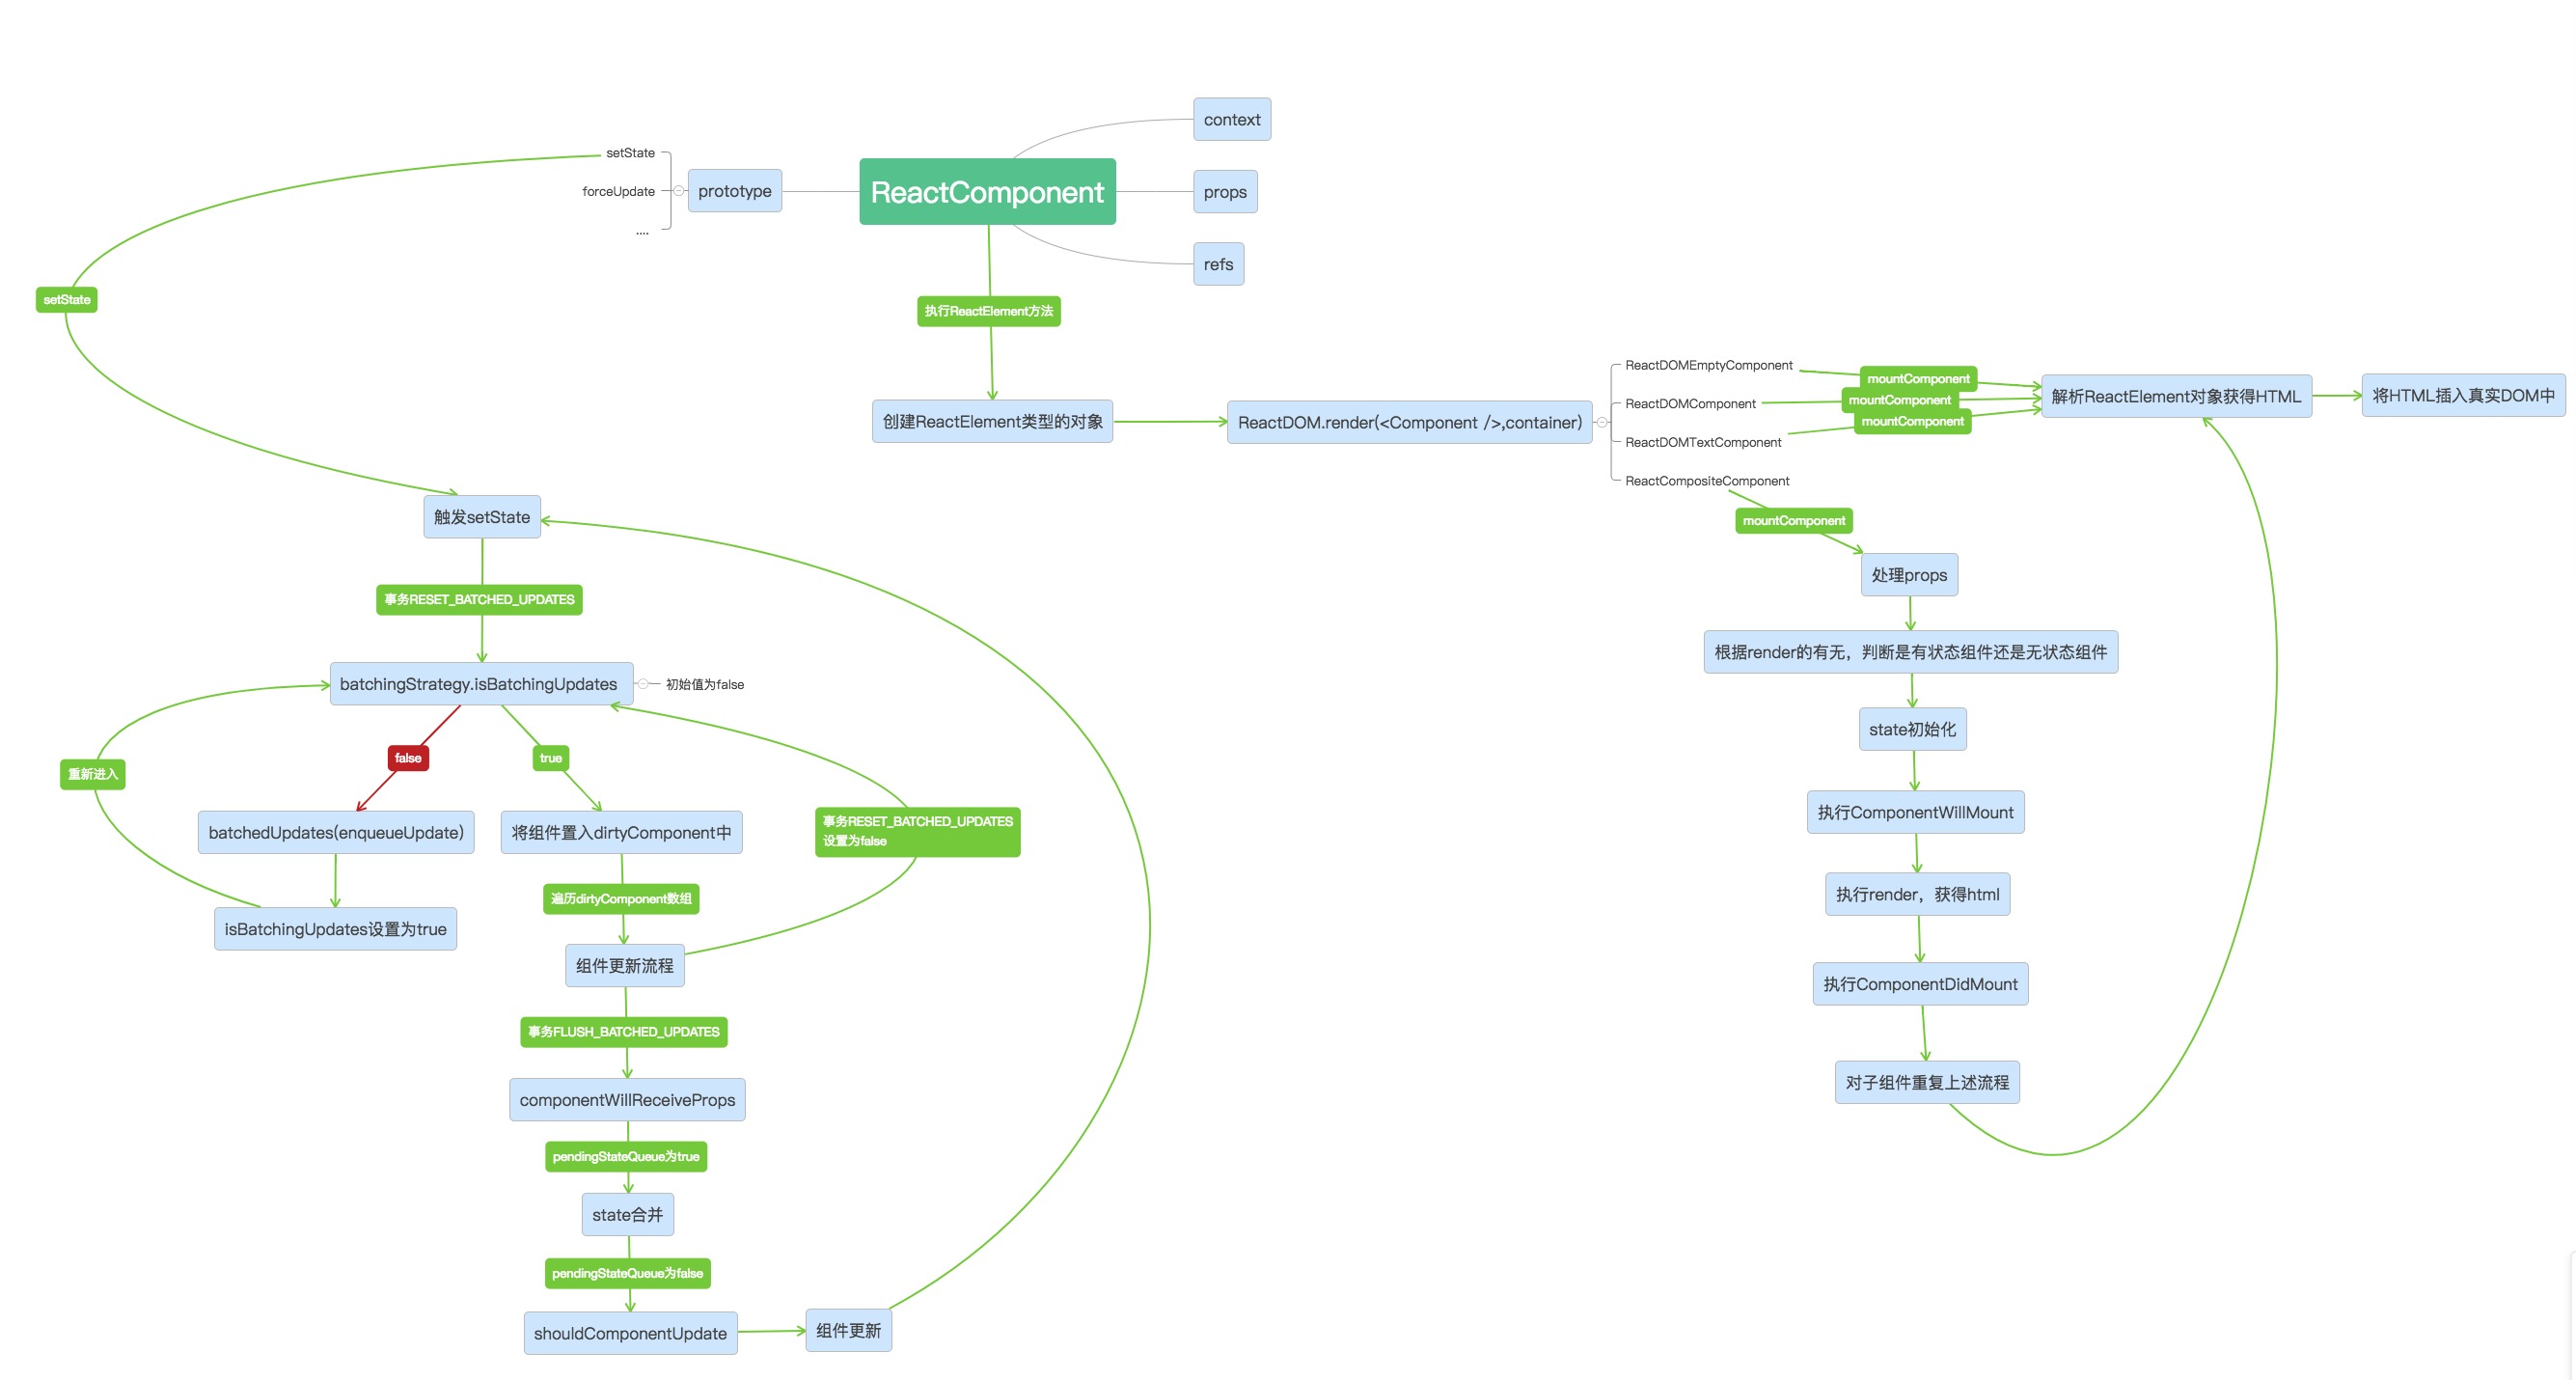 context
setState
forceUpdate
....
prototype
ReactComponent
props
refs
setState
执行ReactElement方法
创建ReactElement类型的对象
ReactDOM.render(<Component />,container)
ReactDOMEmptyComponent
ReactDOMComponent
ReactDOMTextComponent
ReactCompositeComponent
mountComponent
mountComponent
mountComponent
解析ReactElement对象获得HTML
将HTML插入真实DOM中
mountComponent
处理props
根据render的有无，判断是有状态组件还是无状态组件
state初始化
执行ComponentWillMount
执行render，获得html
执行ComponentDidMount
对子组件重复上述流程
触发setState
事务RESET_BATCHED_UPDATES
batchingStrategy.isBatchingUpdates
初始值为false
false
true
重新进入
batchedUpdates(enqueueUpdate)
将组件置入dirtyComponent中
事务RESET_BATCHED_UPDATES
设置为false
遍历dirtyComponent数组
isBatchingUpdates设置为true
组件更新流程
事务FLUSH_BATCHED_UPDATES
componentWillReceiveProps
pendingStateQueue为true
state合并
pendingStateQueue为false
shouldComponentUpdate
组件更新